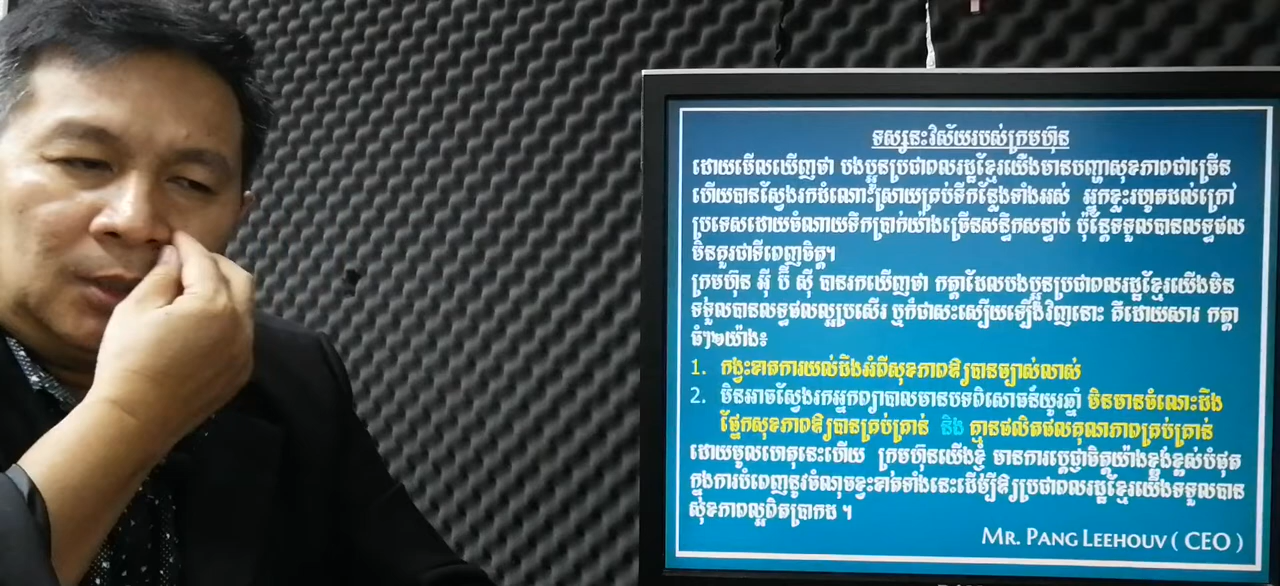 ទស្សនៈវិស័យរបស់ក្រុមហ៊ុន
ដោយមើលឃើញថា បងប្អូនប្រជាពលរដ្ឋខ្មែរយើងមានបញ្ហាសុខភាពជាច្រើន
ហើយបានស្វែងរកដំណោះស្រាយគ្រប់ទីកន្លែងទាំងអស់ អ្នកខ្លះរហូតដល់ក្រៅ
ប្រទេសដោយចំណាយទឹកប្រាក់យ៉ាងច្រើនសន្ធឹកសន្ធាប់ ប៉ុន្តែទទួលបានលទ្ធផល
មិនគួរជាទីពេញចិត្ត។
ក្រុមហ៊ុន អ៊ី ប៊ី ស៊ី បានរកឃើញថា កត្តាដែលបងប្អូនប្រជាពលរដ្ឋខ្មែរយើងមិន
ទទួលបានលទ្ធផលល្អប្រសើរ ឬក៏ជាសះស្បើយឡើងវិញនោះ គឺដោយសារ កត្តា
ធំៗ២យ៉ាង៖
1. កង្វះខាតការយល់ដឹងអំពីសុខភាពឱ្យបានច្បាស់លាស់
2. មិនអាចស្វែងរកអ្នកព្យាបាលមានបទពិសោធន៍យូរឆ្នាំ មិនមានចំណេះដឹង
ផ្នែកសុខភាពឱ្យបានគ្រប់គ្រាន់ និង គ្មានផលិតផលគុណភាពគ្រប់គ្រាន់
ដោយមូលហេតុនេះហើយ ក្រុមហ៊ុនយើងខ្ញុំ មានការប្តេជ្ញាចិត្តយ៉ាងខ្ពង់ខ្ពស់បំផុត
ក្នុងការបំពេញនូវចំណុចខ្វះខាតទាំងនេះដើម្បីឱ្យប្រជាពលរដ្ឋខ្មែរយើងទទួលបាន
សុខភាពល្អពិតប្រាកដ ។
Mr. Pang Leehouv ( CEO )